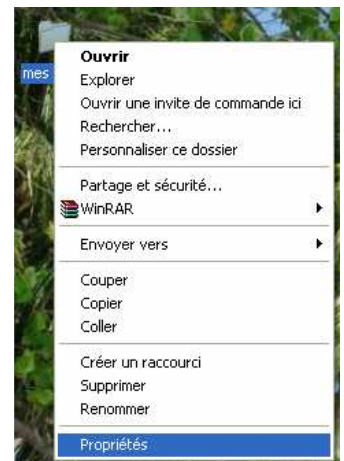 mes
Ouvrir
Explorer
Ouvrir une invite de commande ici
Rechercher...
Personnaliser ce dossier
Partage et sécurité...
WinRAR
Envoyer vers
Couper
Copier
Coller
Créer un raccourci
Supprimer
Renommer
Propriétés